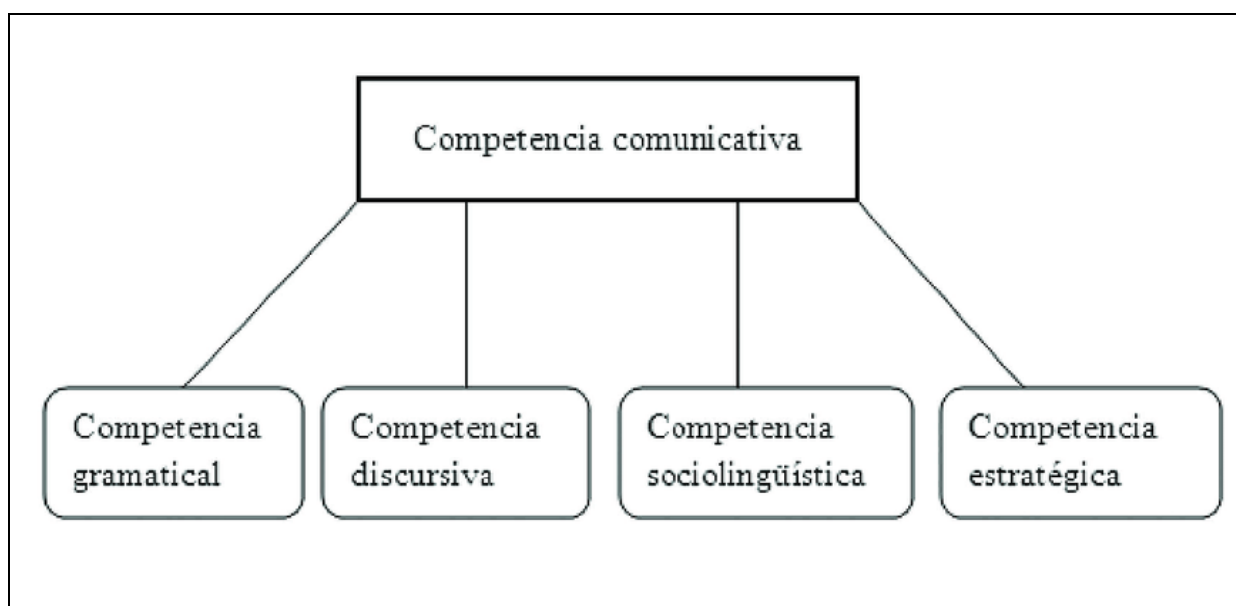 Competencia comunicativa
Competencia
gramatical
Competencia
discursiva
Competencia
sociolingüística
Competencia
estratégica